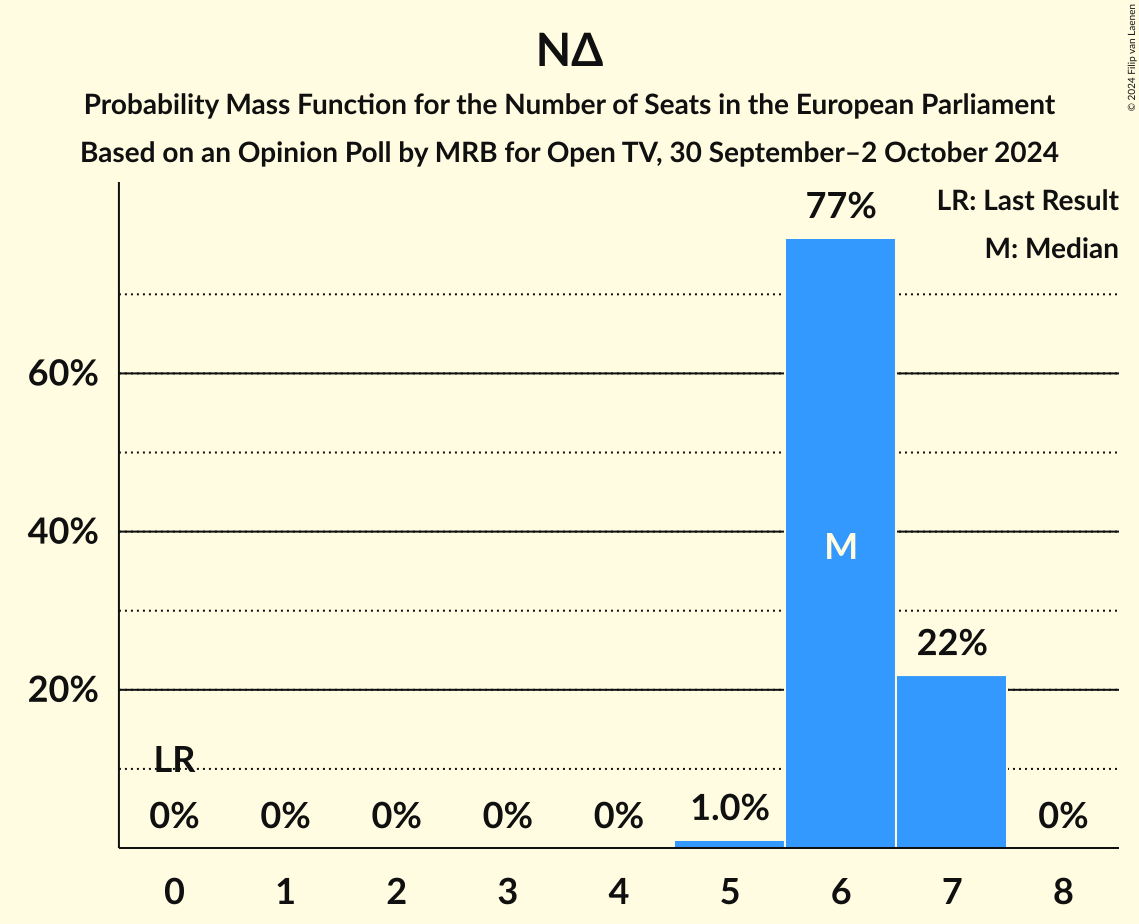 NΔ
Probability Mass Function for the Number of Seats in the European Parliament
Based on an Opinion Poll by MRB for Open TV, 30 September–2 October 2024
© 2024 Filip van Laenen
LR: Last Result
M: Median
77%
60%
40%
M
22%
20%
LR
0% 0% 0% 0% 0% 1.0% 0%
0 1 2 3 4 5 6 7 8